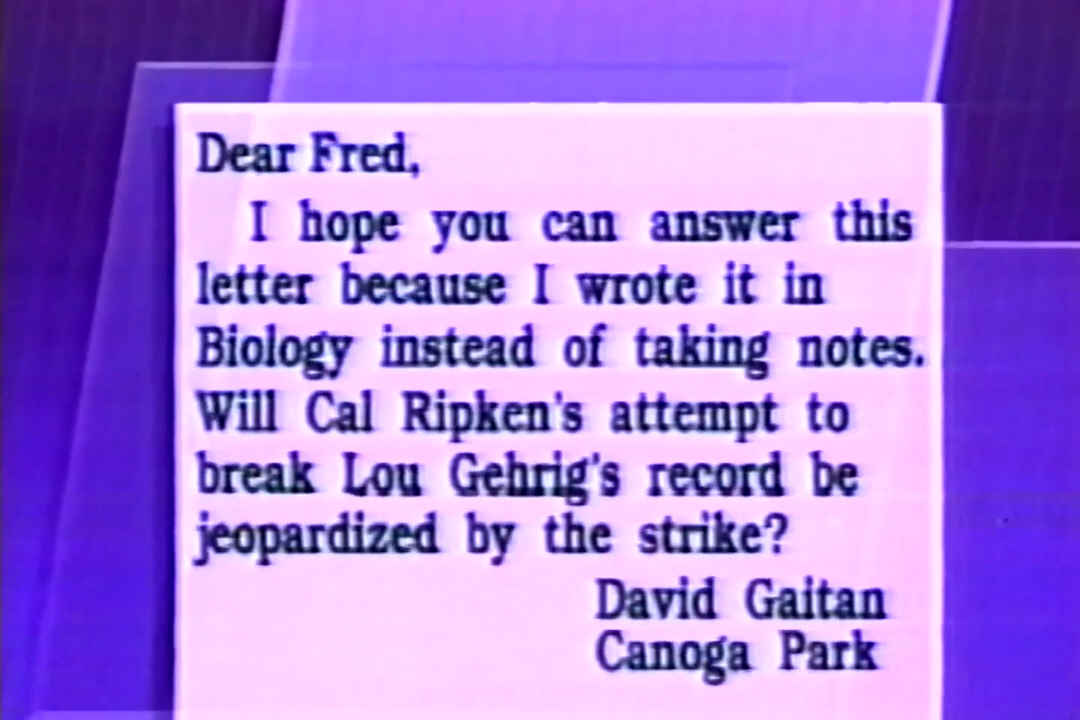 Dear Fred,
I hope you can answer this
letter because I wrote it in
Biology instead of taking notes.
Will Cal Ripken's attempt to
break Lou Gehrig's record be
jeopardized by the strike?
David Gaitan
Canoga Park